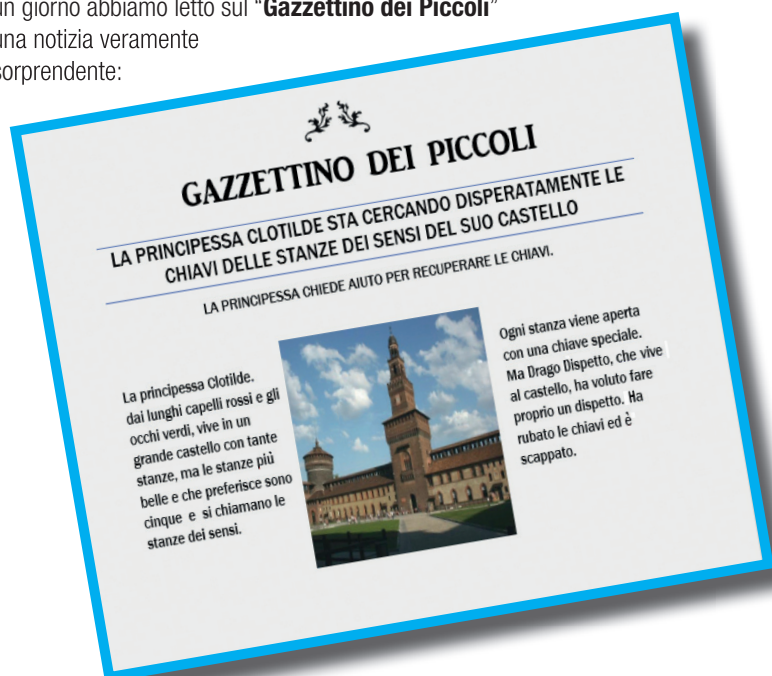 un giorno abbiamo letto sul “Gazzettino dei Piccoli”
una notizia veramente
sorprendente:
GAZZETTINO DEI PICCOLI
LA PRINCIPESSA CLOTILDE STA CERCANDO DISPERATAMENTE LE
CHIAVI DELLE STANZE DEI SENSI DEL SUO CASTELLO
LA PRINCIPESSA CHIEDE AIUTO PER RECUPERARE LE CHIAVI.
La principessa Clotilde.
dai lunghi capelli rossi e gli
occhi verdi, vive in un
grande castello con tante
stanze, ma le stanze più
belle e che preferisce sono
cinque e si chiamano le
stanze dei sensi.
Ogni stanza viene aperta
con una chiave speciale.
Ma Drago Dispetto, che vive
al castello, ha voluto fare
proprio un dispetto. Ha
rubato le chiavi ed è
scappato.